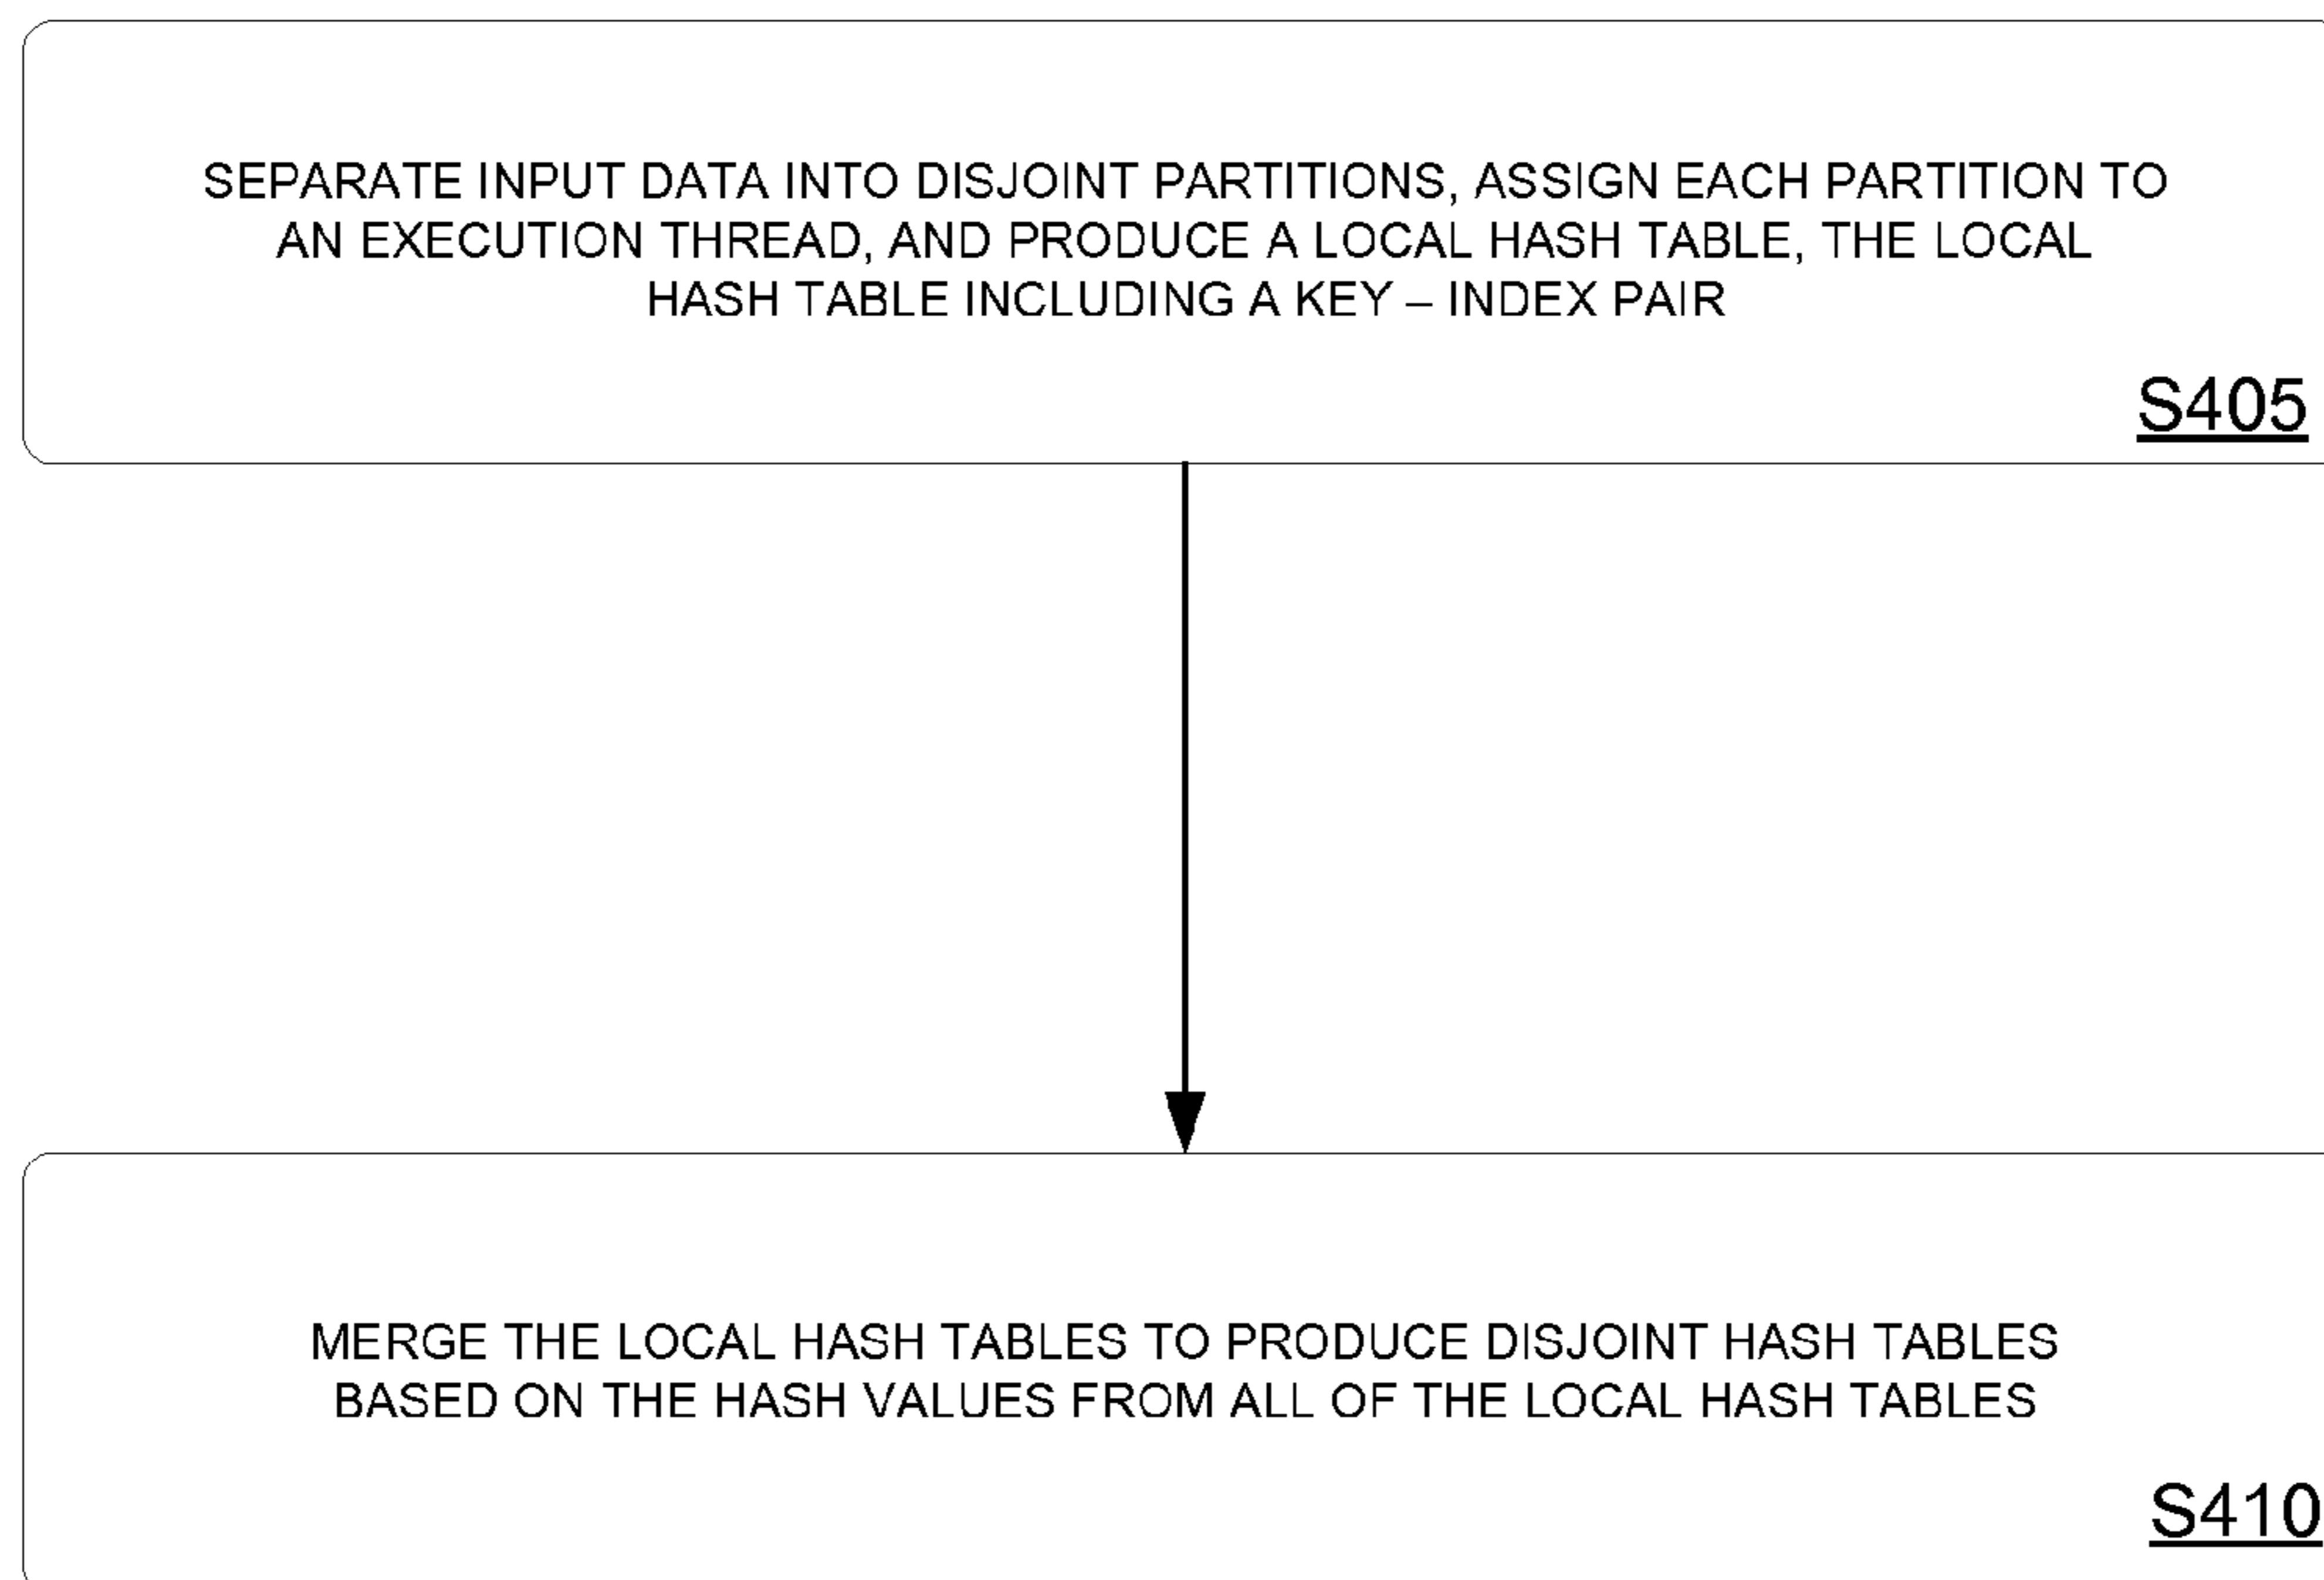 SEPARATE INPUT DATA INTO DISJOINT PARTITIONS, ASSIGN EACH PARTITION TO
AN EXECUTION THREAD, AND PRODUCE A LOCAL HASH TABLE, THE LOCAL
HASH TABLE INCLUDING A KEY – INDEX PAIR
S405
MERGE THE LOCAL HASH TABLES TO PRODUCE DISJOINT HASH TABLES
BASED ON THE HASH VALUES FROM ALL OF THE LOCAL HASH TABLES
S410